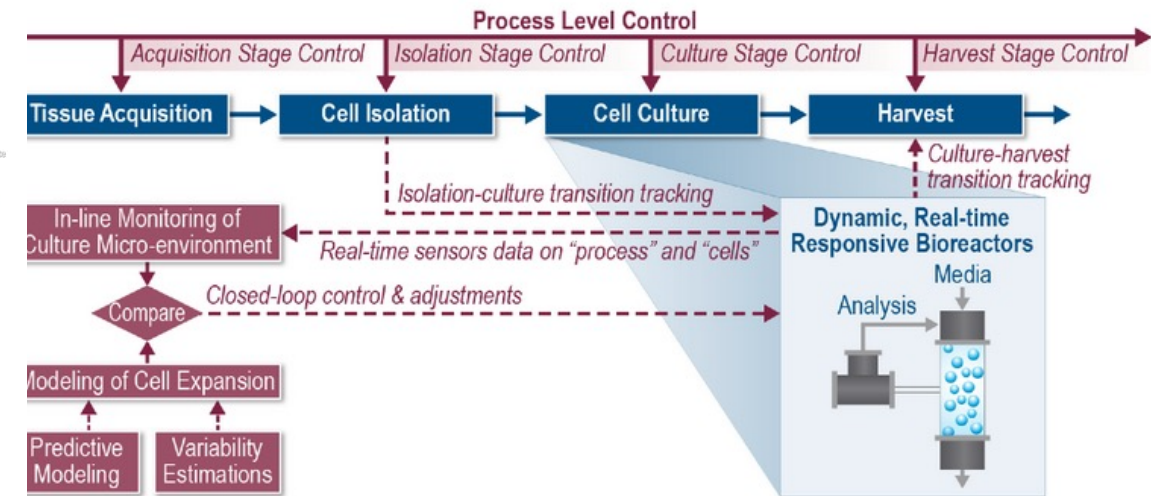 Process Level Control
Acquisition Stage Control
Isolation Stage Control
Culture Stage Control
Harvest Stage Control
Tissue Acquisition
Cell Isolation
Cell Culture
Harvest
Culture-harvest
transition tracking
Isolation-culture transition tracking
In-line Monitoring of
Culture Micro-environment
Real-time sensors data on “process” and “cells”
Dynamic, Real-time
Responsive Bioreactors
Media
Analysis
Closed-loop control & adjustments
Compare
Modeling of Cell Expansion
Predictive
Modeling
Variability
Estimations